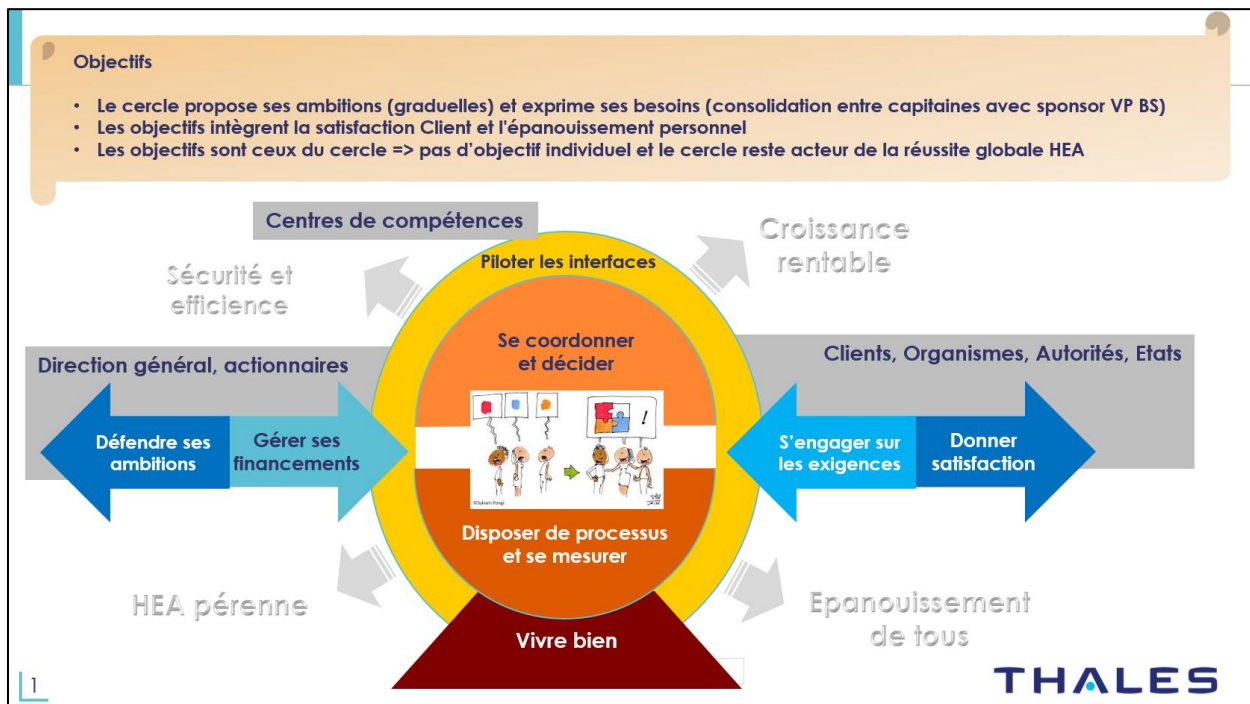 Objectifs
• Le cercle propose ses ambitions (graduelles) et exprime ses besoins (consolidation entre capitaines avec sponsor VP BS)
• Les objectifs intègrent la satisfaction Client et l'épanouissement personnel
• Les objectifs sont ceux du cercle => pas d’objectif individuel et le cercle reste acteur de la réussite globale HEA
Centres de compétences
Croissance
rentable
Piloter les interfaces
Sécurité et
efficience
Se coordonner
et décider
Direction général, actionnaires
Clients, Organismes, Autorités, Etats
Défendre ses
ambitions
Gérer ses
financements
!
S’engager sur
les exigences
Donner
satisfaction
Disposer de processus
et se mesurer
HEA pérenne
Epanouissement
de tous
Vivre bien
1
THALES